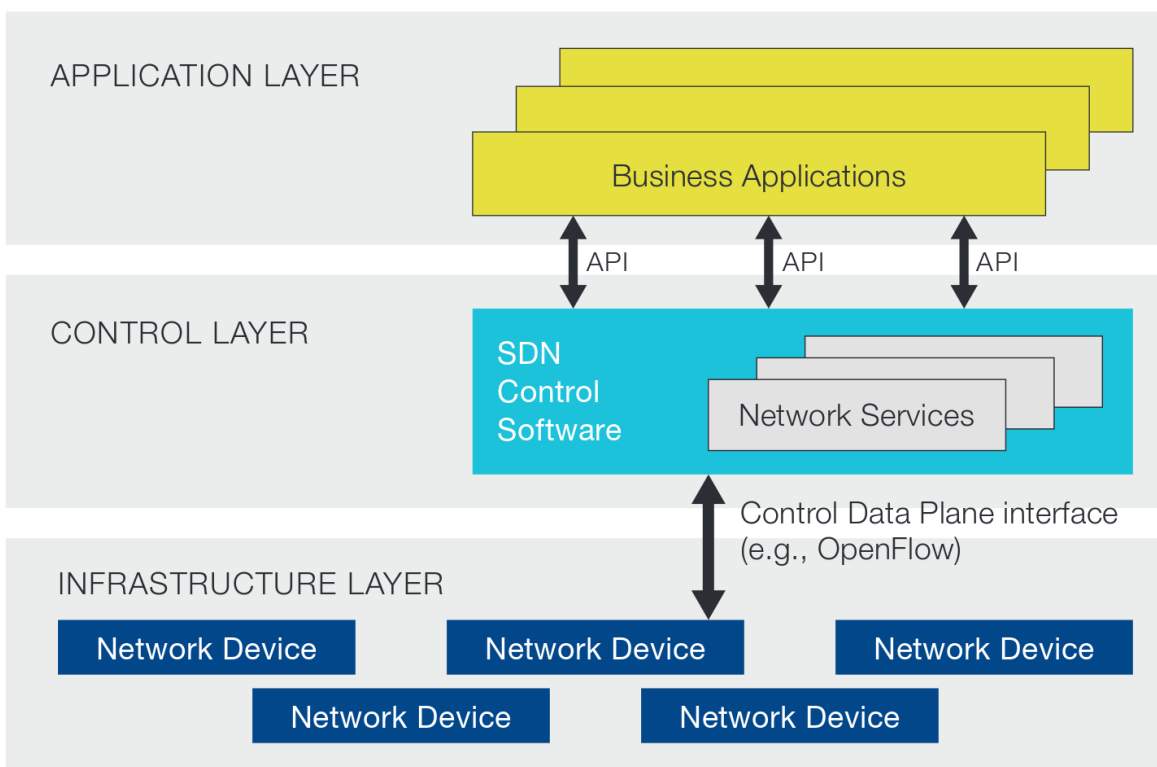 APPLICATION LAYER
Business Applications
API
API
API
CONTROL LAYER
SDN
Control
Software
Network Services
Control Data Plane interface
(e.g., OpenFlow)
INFRASTRUCTURE LAYER
Network Device
Network Device
Network Device
Network Device
Network Device